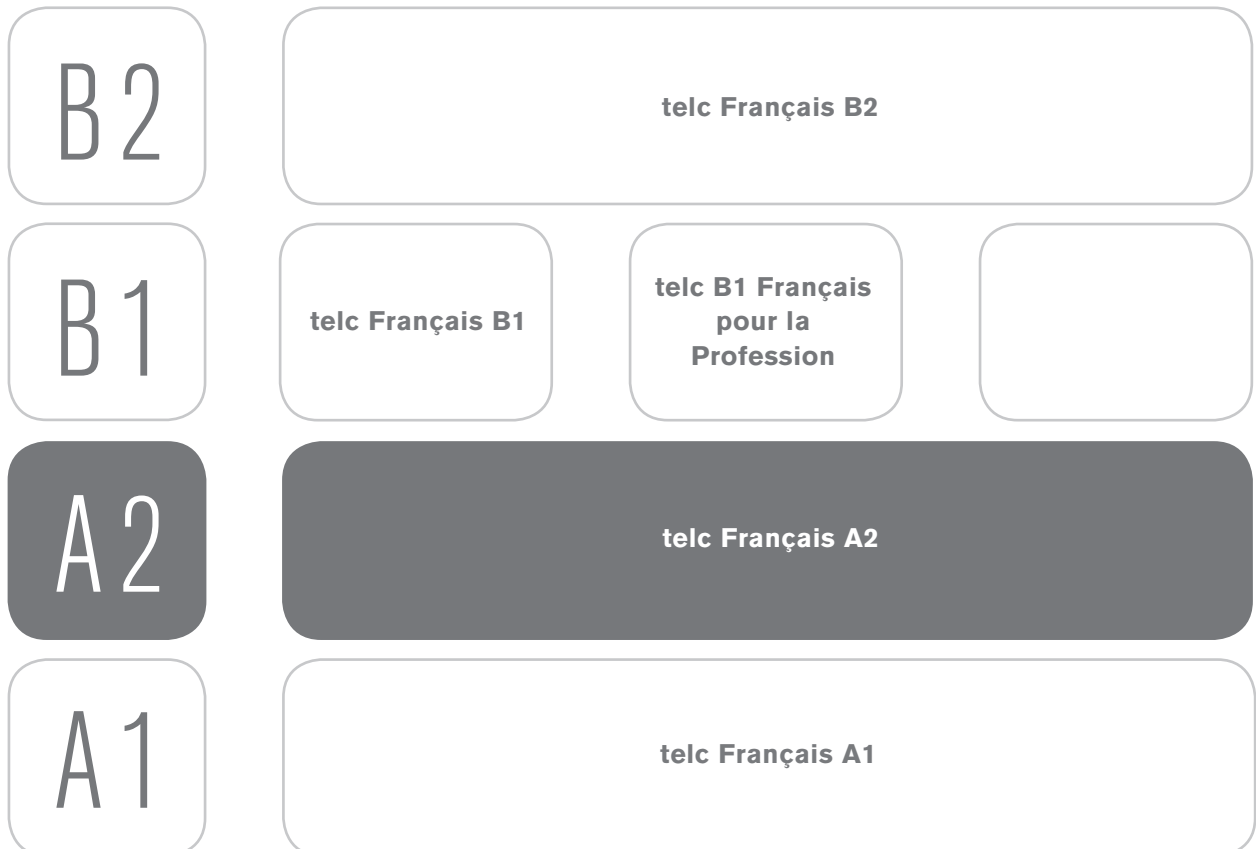 B2
telc Français B2
B1
telc Français B1
telc B1 Français
pour la
Profession
A2
telc Français A2
A1
telc Français A1